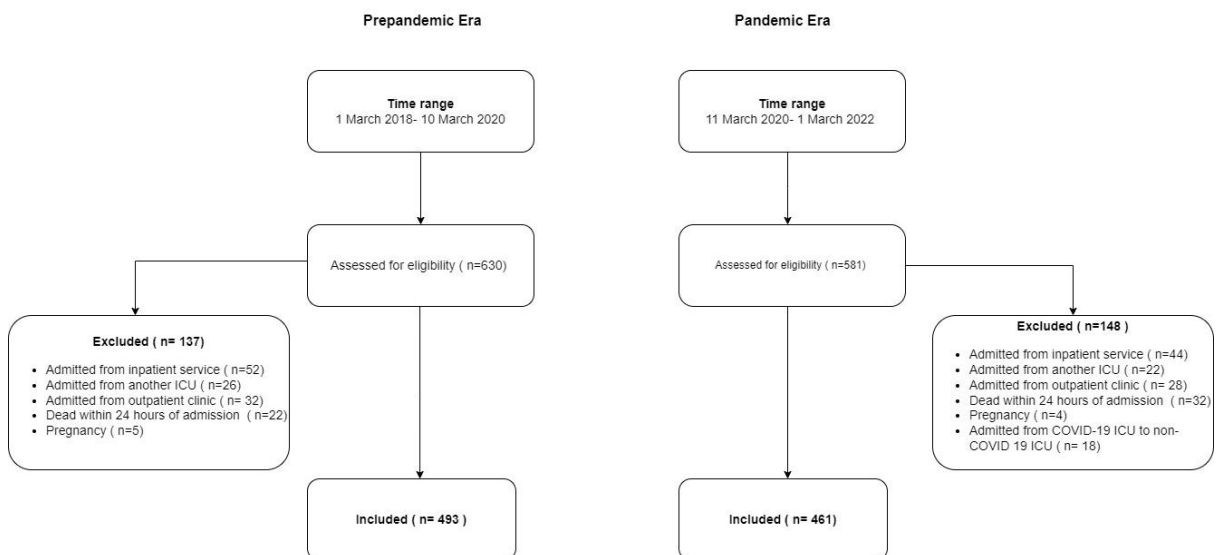 Prepandemic Era
Pandemic Era
Time range
1 March 2018- 10 March 2020
Time range
11 March 2020- 1 March 2022
Assessed for eligibility ( n=630)
Assessed for eligibility ( n=581)
Excluded ( n= 137)
• Admitted from inpatient service ( n=52)
• Admitted from another ICU ( n=26)
• Admitted from outpatient clinic ( n= 32)
• Dead within 24 hours of admission ( n=22)
• Pregnancy ( n=5)
Excluded ( n=148 )
• Admitted from inpatient service ( n=44)
• Admitted from another ICU ( n=22)
• Admitted from outpatient clinic ( n= 28)
• Dead within 24 hours of admission ( n=32)
• Pregnancy ( n=4)
• Admitted from COVID-19 ICU to non-
COVID 19 ICU ( n= 18)
Included ( n= 493 )
Included ( n= 461)